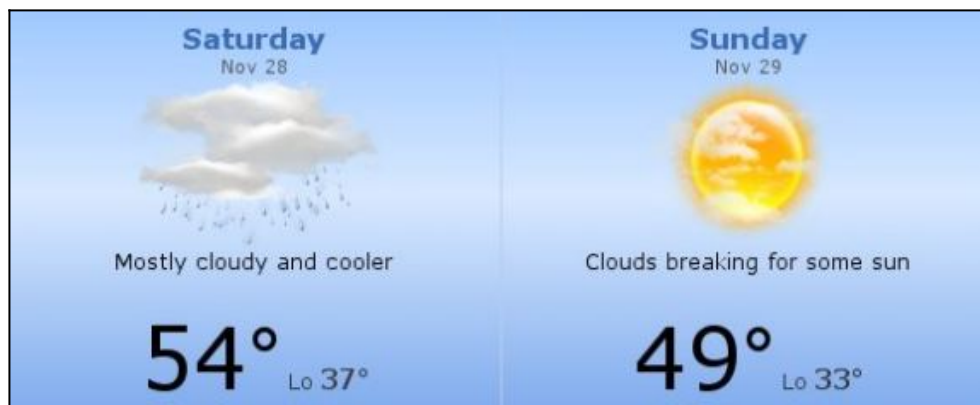 Saturday
Nov 28
Mostly cloudy and cooler
54° Lo 37°
Sunday
Nov 29
Clouds breaking for some sun
49° Lo 33°